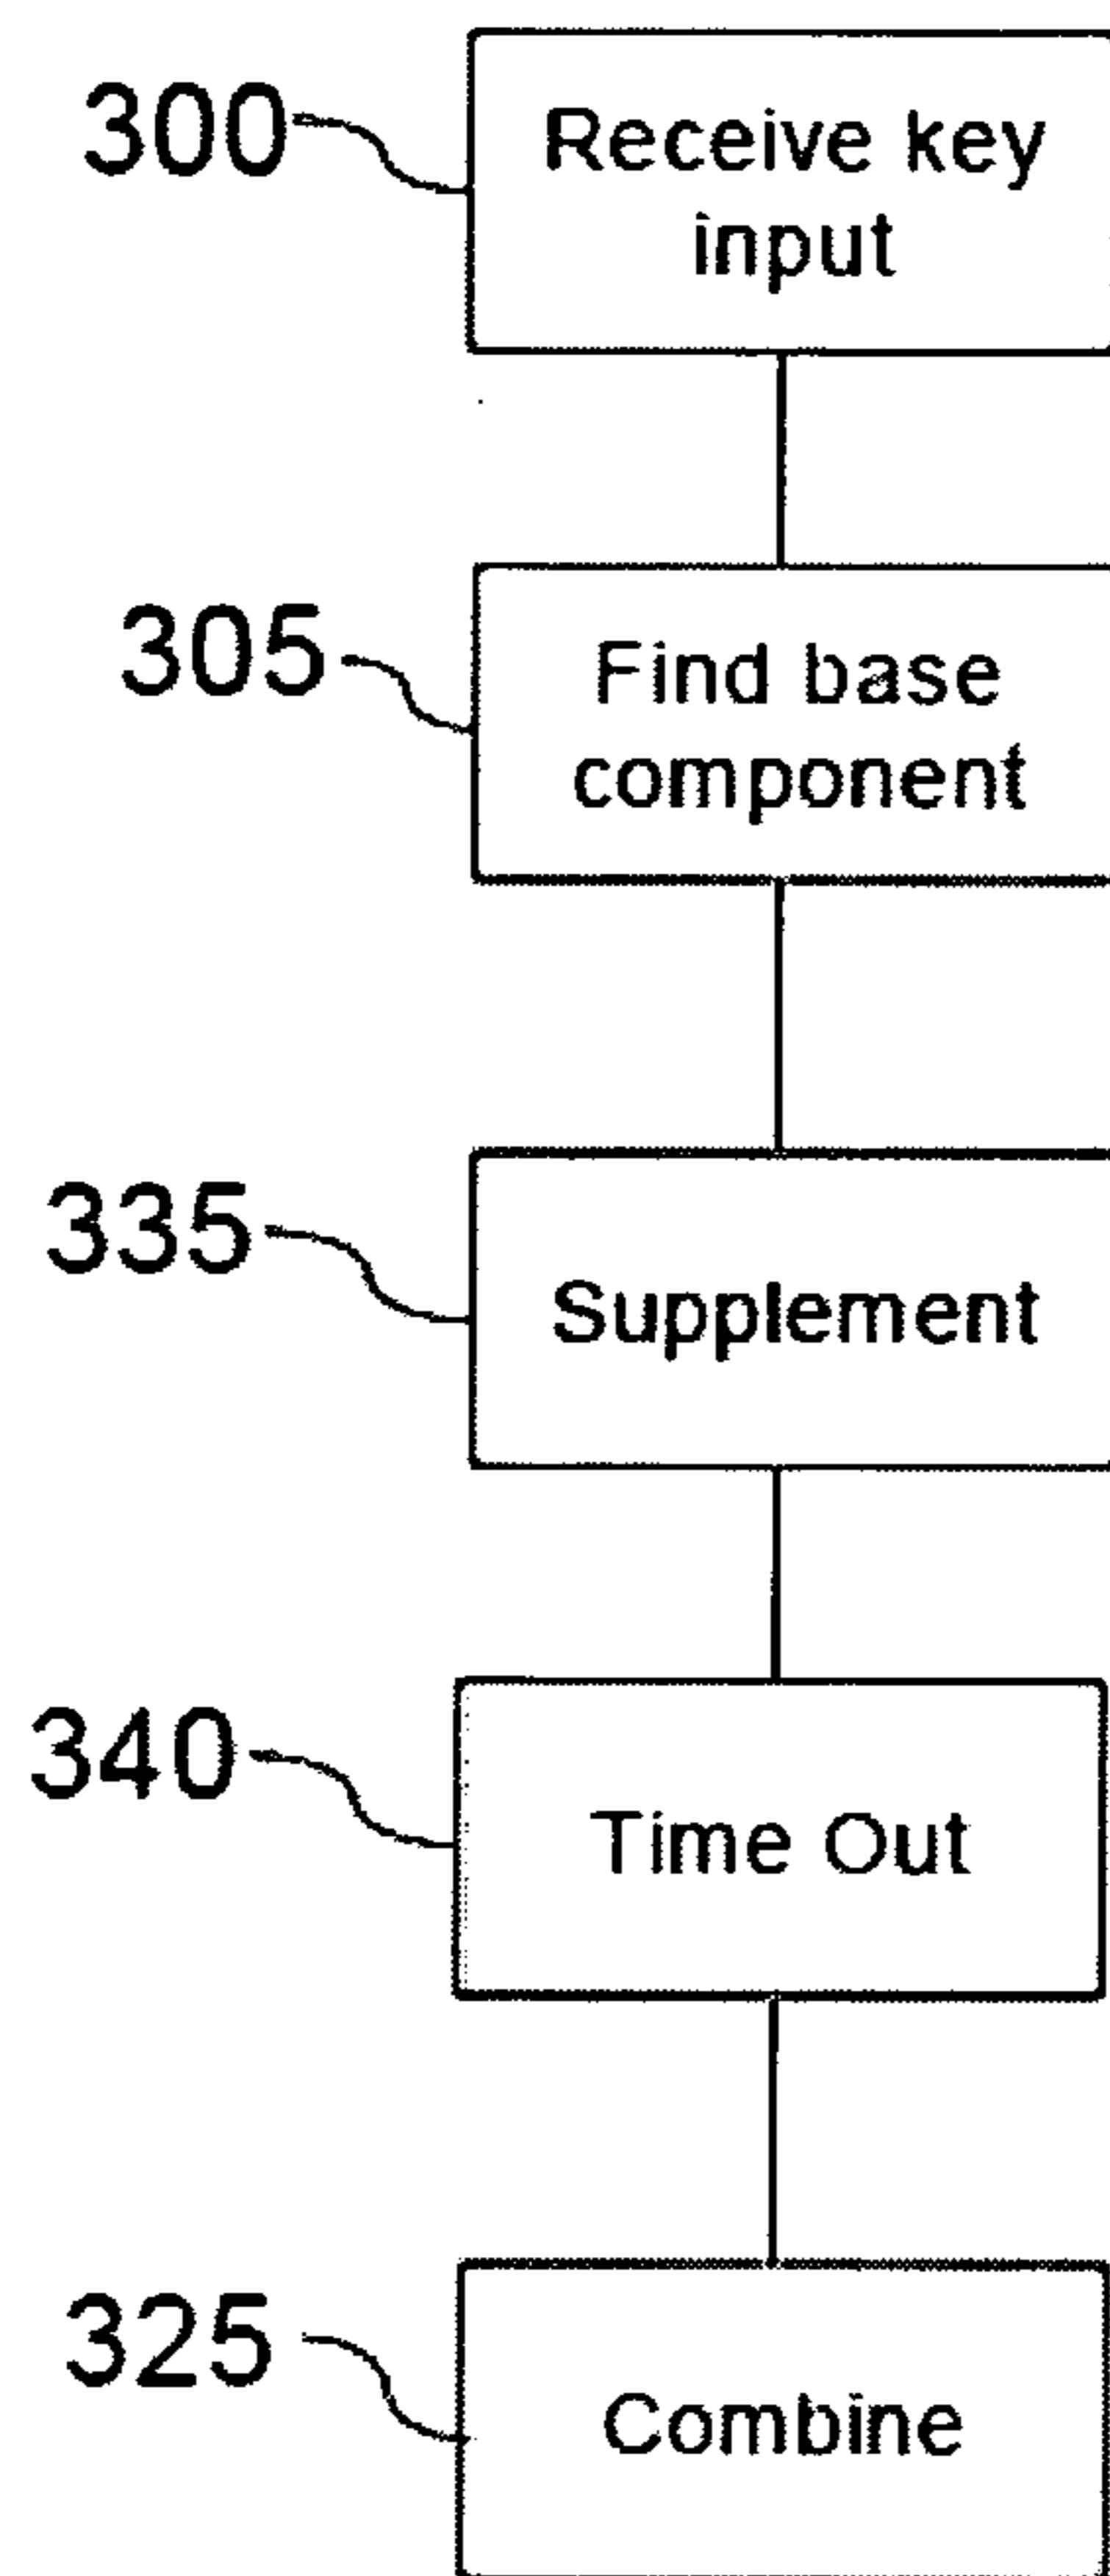 300
Receive key
input
305
Find base
component
335
Supplement
340
Time Out
325
Combine